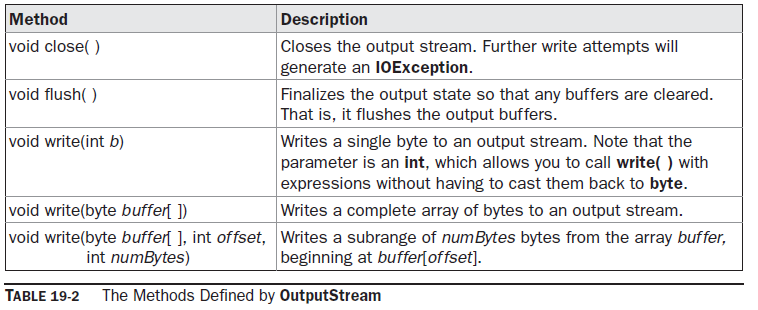 Method Description
void close( ) Closes the output stream. Further write attempts will
generate an IOException.
void flush( ) Finalizes the output state so that any buffers are cleared.
That is, it flushes the output buffers.
void write(int b) Writes a single byte to an output stream. Note that the
parameter is an int, which allows you to call write( ) with
expressions without having to cast them back to byte.
void write(byte buffer[ ]) Writes a complete array of bytes to an output stream.
void write(byte buffer[ ], int offset, Writes a subrange of numBytes bytes from the array buffer,
int numBytes) beginning at buffer[offset].
TABLE 19-2 The Methods Defined by OutputStream